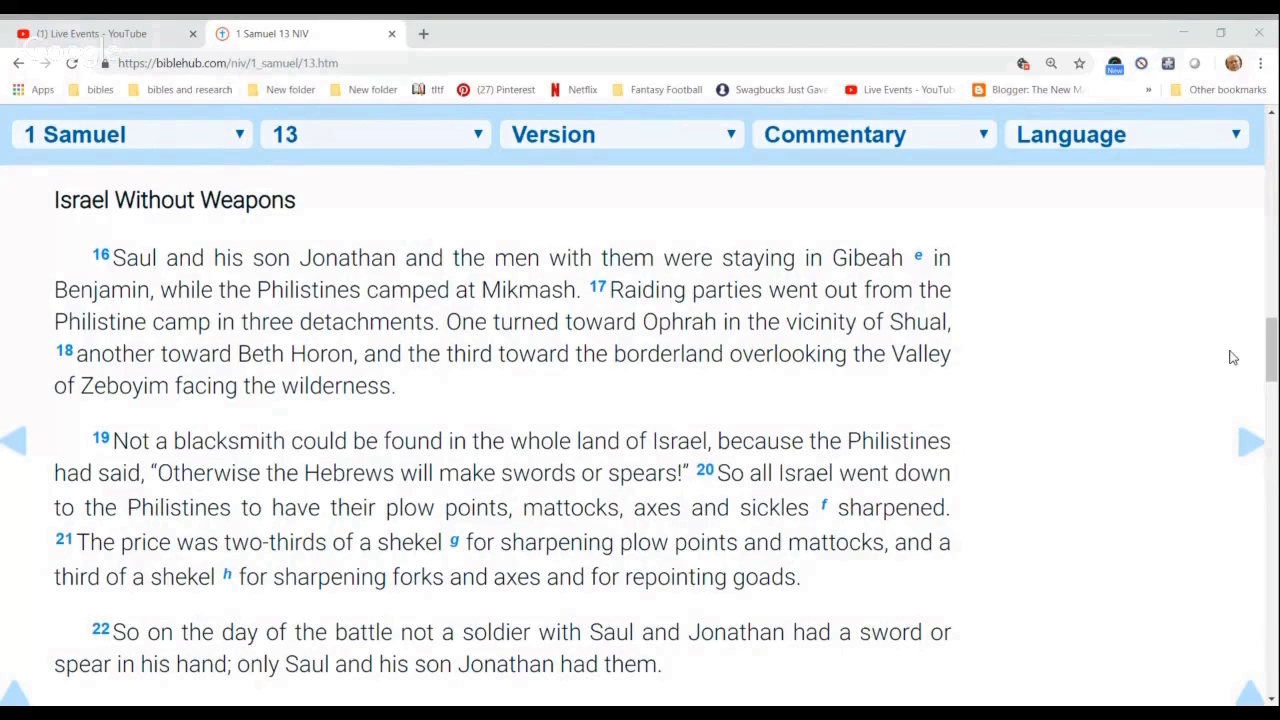 (1) Live Events - YouTube
1 Samuel 13 NIV
Google
https://biblehub.com/niv/1_samuel/13.htm
New
Apps bibles bibles and research New folder New folder tltf (27) Pinterest Netflix Fantasy Football Swagbucks Just Gave Live Events - YouTub Blogger: The New M » Other bookmarks
1 Samuel 13 Version Commentary Language
Israel Without Weapons
16 Saul and his son Jonathan and the men with them were staying in Gibeah e in
Benjamin, while the Philistines camped at Mikmash. 17 Raiding parties went out from the
Philistine camp in three detachments. One turned toward Ophrah in the vicinity of Shual,
18 another toward Beth Horon, and the third toward the borderland overlooking the Valley
of Zeboyim facing the wilderness.
19 Not a blacksmith could be found in the whole land of Israel, because the Philistines
had said, “Otherwise the Hebrews will make swords or spears!” 20 So all Israel went down
to the Philistines to have their plow points, mattocks, axes and sickles f sharpened.
21 The price was two-thirds of a shekel g for sharpening plow points and mattocks, and a
third of a shekel h for sharpening forks and axes and for repointing goads.
22 So on the day of the battle not a soldier with Saul and Jonathan had a sword or
spear in his hand; only Saul and his son Jonathan had them.